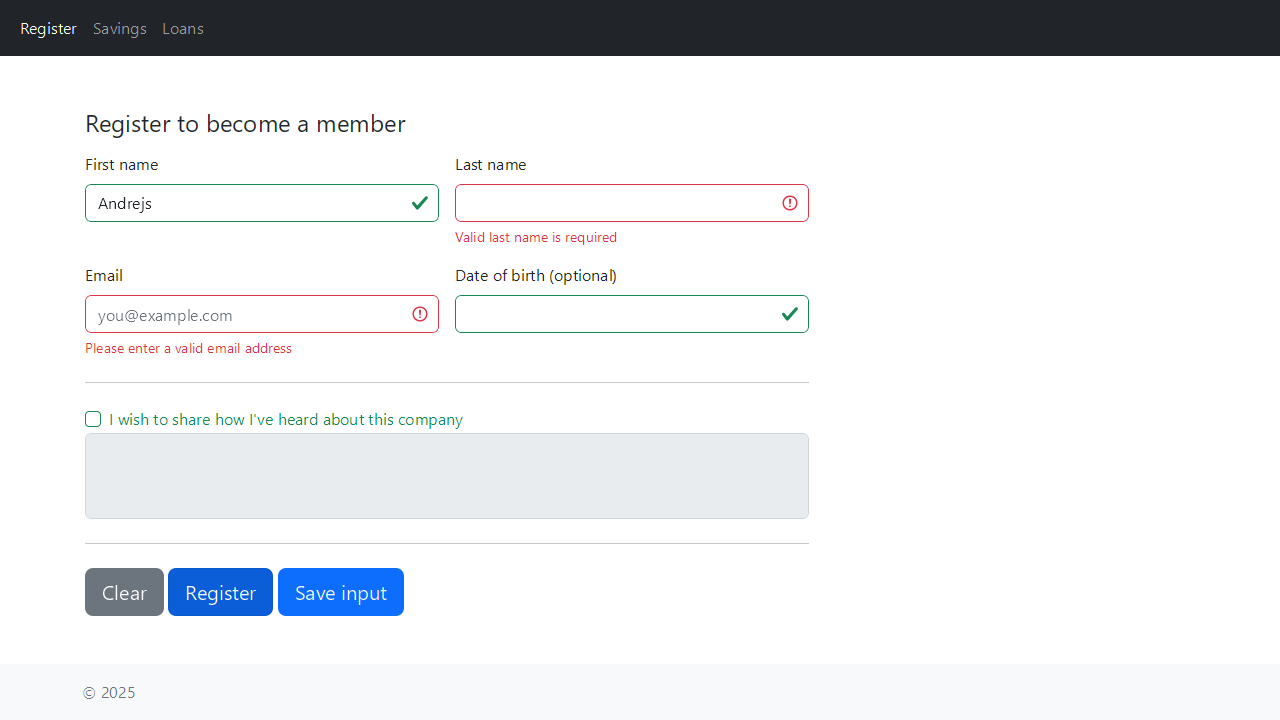 Register Savings Loans
Register to become a member
First name Last name
Andrejs
Valid last name is required
Email Date of birth (optional)
you@example.com
Please enter a valid email address
I wish to share how I've heard about this company
Clear Register Save input
© 2025